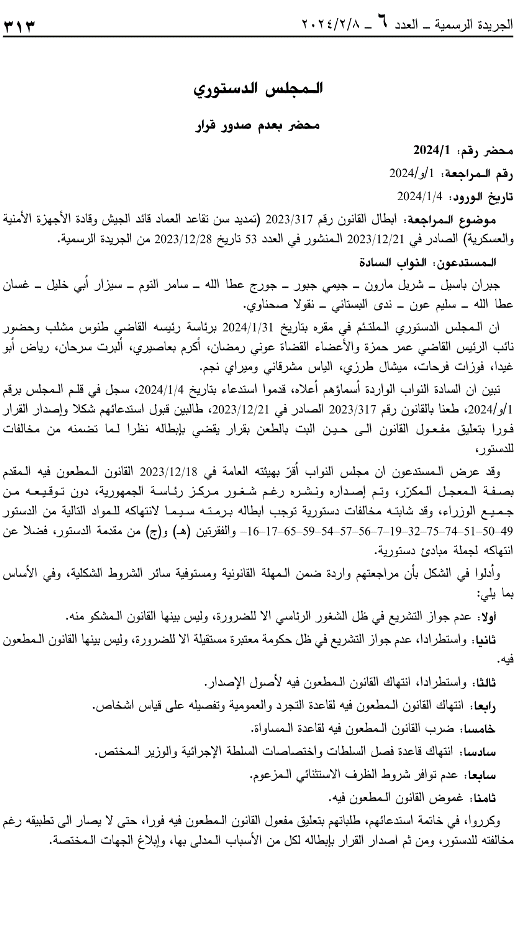 الجريدة الرسمية ــ العدد ٦ ــ ٢٠٢٤/٢/٨
٣١٣
المجلس الدستوري
محضر بعدم صدور قرار
محضر رقم: 2024/1
رقم المراجعة: 1/و/2024
تاريخ الورود: 2024/1/4
موضوع المراجعة: ابطال القانون رقم 2023/317 (تمديد سن تقاعد العماد قائد الجيش وقادة الأجهزة الأمنية
والعسكرية) الصادر في 2023/12/21 المنشور في العدد 53 تاريخ 2023/12/28 من الجريدة الرسمية.
المستدعون: النواب السادة
جبران باسيل ــ شربل مارون ــ جيمي جبور ــ جورج عطا الله ــ سامر التوم ــ سيزار أبي خليل ــ غسان
عطا الله ــ سليم عون ــ ندى البستاني ــ نقولا صحناوي.
ان المجلس الدستوري الملتئم في مقره بتاريخ 2024/1/31 برئاسة رئيسه القاضي طنوس مشلب وحضور
نائب الرئيس القاضي عمر حمزة والأعضاء القضاة عوني رمضان، أكرم بعاصيري، ألبرت سرحان، رياض أبو
غيدا، فوزات فرحات، ميشال طرزي، الياس مشرقاني وميراي نجم.
تبين ان السادة النواب الواردة أسماؤهم أعلاه، قدموا استدعاء بتاريخ 2024/1/4، سجل في قلم المجلس برقم
1/و/2024، طعنا بالقانون رقم 2023/317 الصادر في 2023/12/21، طالبين قبول استدعائهم شكلا وإصدار القرار
فورا بتعليق مفعول القانون الى حين البت بالطعن بقرار يقضي بإبطاله نظرا لما تضمنه من مخالفات
للدستور،
وقد عرض المستدعون ان مجلس النواب أقرّ بهيئته العامة في 2023/12/18 القانون المطعون فيه المقدم
بصفة المعجل المكرّر، وتم إصداره ونشره رغم شغور مركز رئاسة الجمهورية، دون توقيعه من
جميع الوزراء، وقد شابته مخالفات دستورية توجب ابطاله برمته سيما لانتهاكه للمواد التالية من الدستور
49–50–51–74–75–32–19–7–56–57–54–59–65–17–16– والفقرتين (هـ) و(ج) من مقدمة الدستور، فضلا عن
انتهاكه لجملة مبادئ دستورية.
وأدلوا في الشكل بأن مراجعتهم واردة ضمن المهلة القانونية ومستوفية سائر الشروط الشكلية، وفي الأساس
بما يلي:
أولا: عدم جواز التشريع في ظل الشغور الرئاسي الا للضرورة، وليس بينها القانون المشكو منه.
ثانيا: واستطرادا، عدم جواز التشريع في ظل حكومة معتبرة مستقيلة الا للضرورة، وليس بينها القانون المطعون
فيه.
ثالثا: واستطرادا، انتهاك القانون المطعون فيه لأصول الإصدار.
رابعا: انتهاك القانون المطعون فيه لقاعدة التجرد والعمومية وتفصيله على قياس اشخاص.
خامسا: ضرب القانون المطعون فيه لقاعدة المساواة.
سادسا: انتهاك قاعدة فصل السلطات واختصاصات السلطة الإجرائية والوزير المختص.
سابعا: عدم توافر شروط الظرف الاستثنائي المزعوم.
ثامنا: غموض القانون المطعون فيه.
وكرروا، في خاتمة استدعائهم، طلباتهم بتعليق مفعول القانون المطعون فيه فورا، حتى لا يصار الى تطبيقه رغم
مخالفته للدستور، ومن ثم اصدار القرار بإبطاله لكل من الأسباب المدلى بها، وإبلاغ الجهات المختصة.